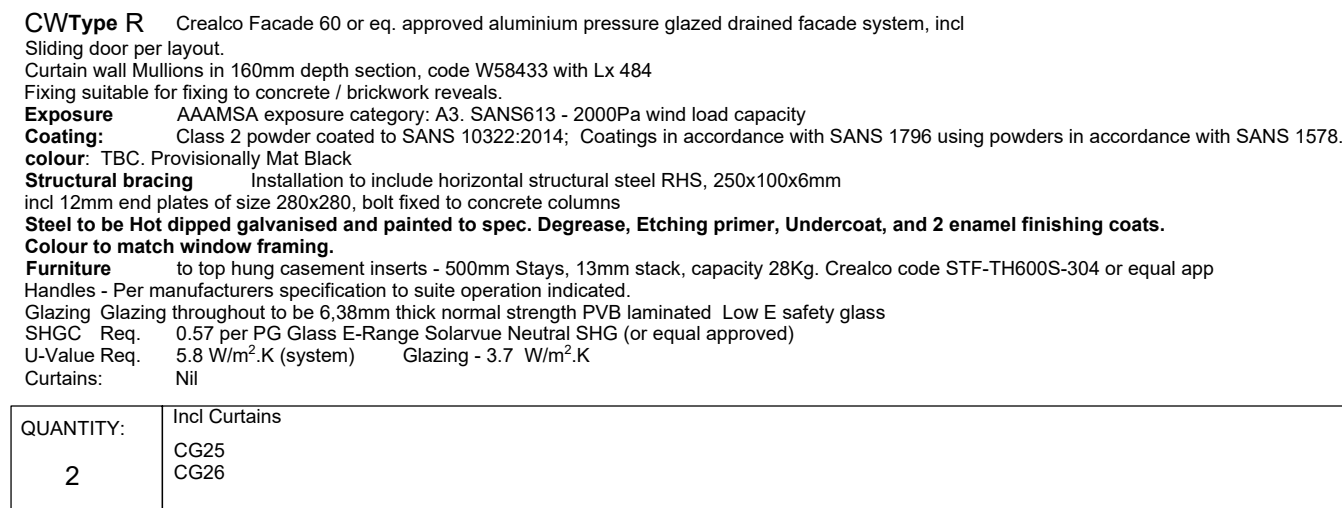 CWType R Crealco Facade 60 or eq. approved aluminium pressure glazed drained facade system, incl
Sliding door per layout.
Curtain wall Mullions in 160mm depth section, code W58433 with Lx 484
Fixing suitable for fixing to concrete / brickwork reveals.
Exposure AAAMSA exposure category: A3. SANS613 - 2000Pa wind load capacity
Coating: Class 2 powder coated to SANS 10322:2014; Coatings in accordance with SANS 1796 using powders in accordance with SANS 1578.
colour: TBC. Provisionally Mat Black
Structural bracing Installation to include horizontal structural steel RHS, 250x100x6mm
incl 12mm end plates of size 280x280, bolt fixed to concrete columns
Steel to be Hot dipped galvanised and painted to spec. Degrease, Etching primer, Undercoat, and 2 enamel finishing coats.
Colour to match window framing.
Furniture to top hung casement inserts - 500mm Stays, 13mm stack, capacity 28Kg. Crealco code STF-TH600S-304 or equal app
Handles - Per manufacturers specification to suite operation indicated.
Glazing Glazing throughout to be 6,38mm thick normal strength PVB laminated Low E safety glass
SHGC Req. 0.57 per PG Glass E-Range Solarvue Neutral SHG (or equal approved)
U-Value Req. 5.8 W/m².K (system) Glazing - 3.7 W/m².K
Curtains: Nil
QUANTITY:
2
Incl Curtains
CG25
CG26